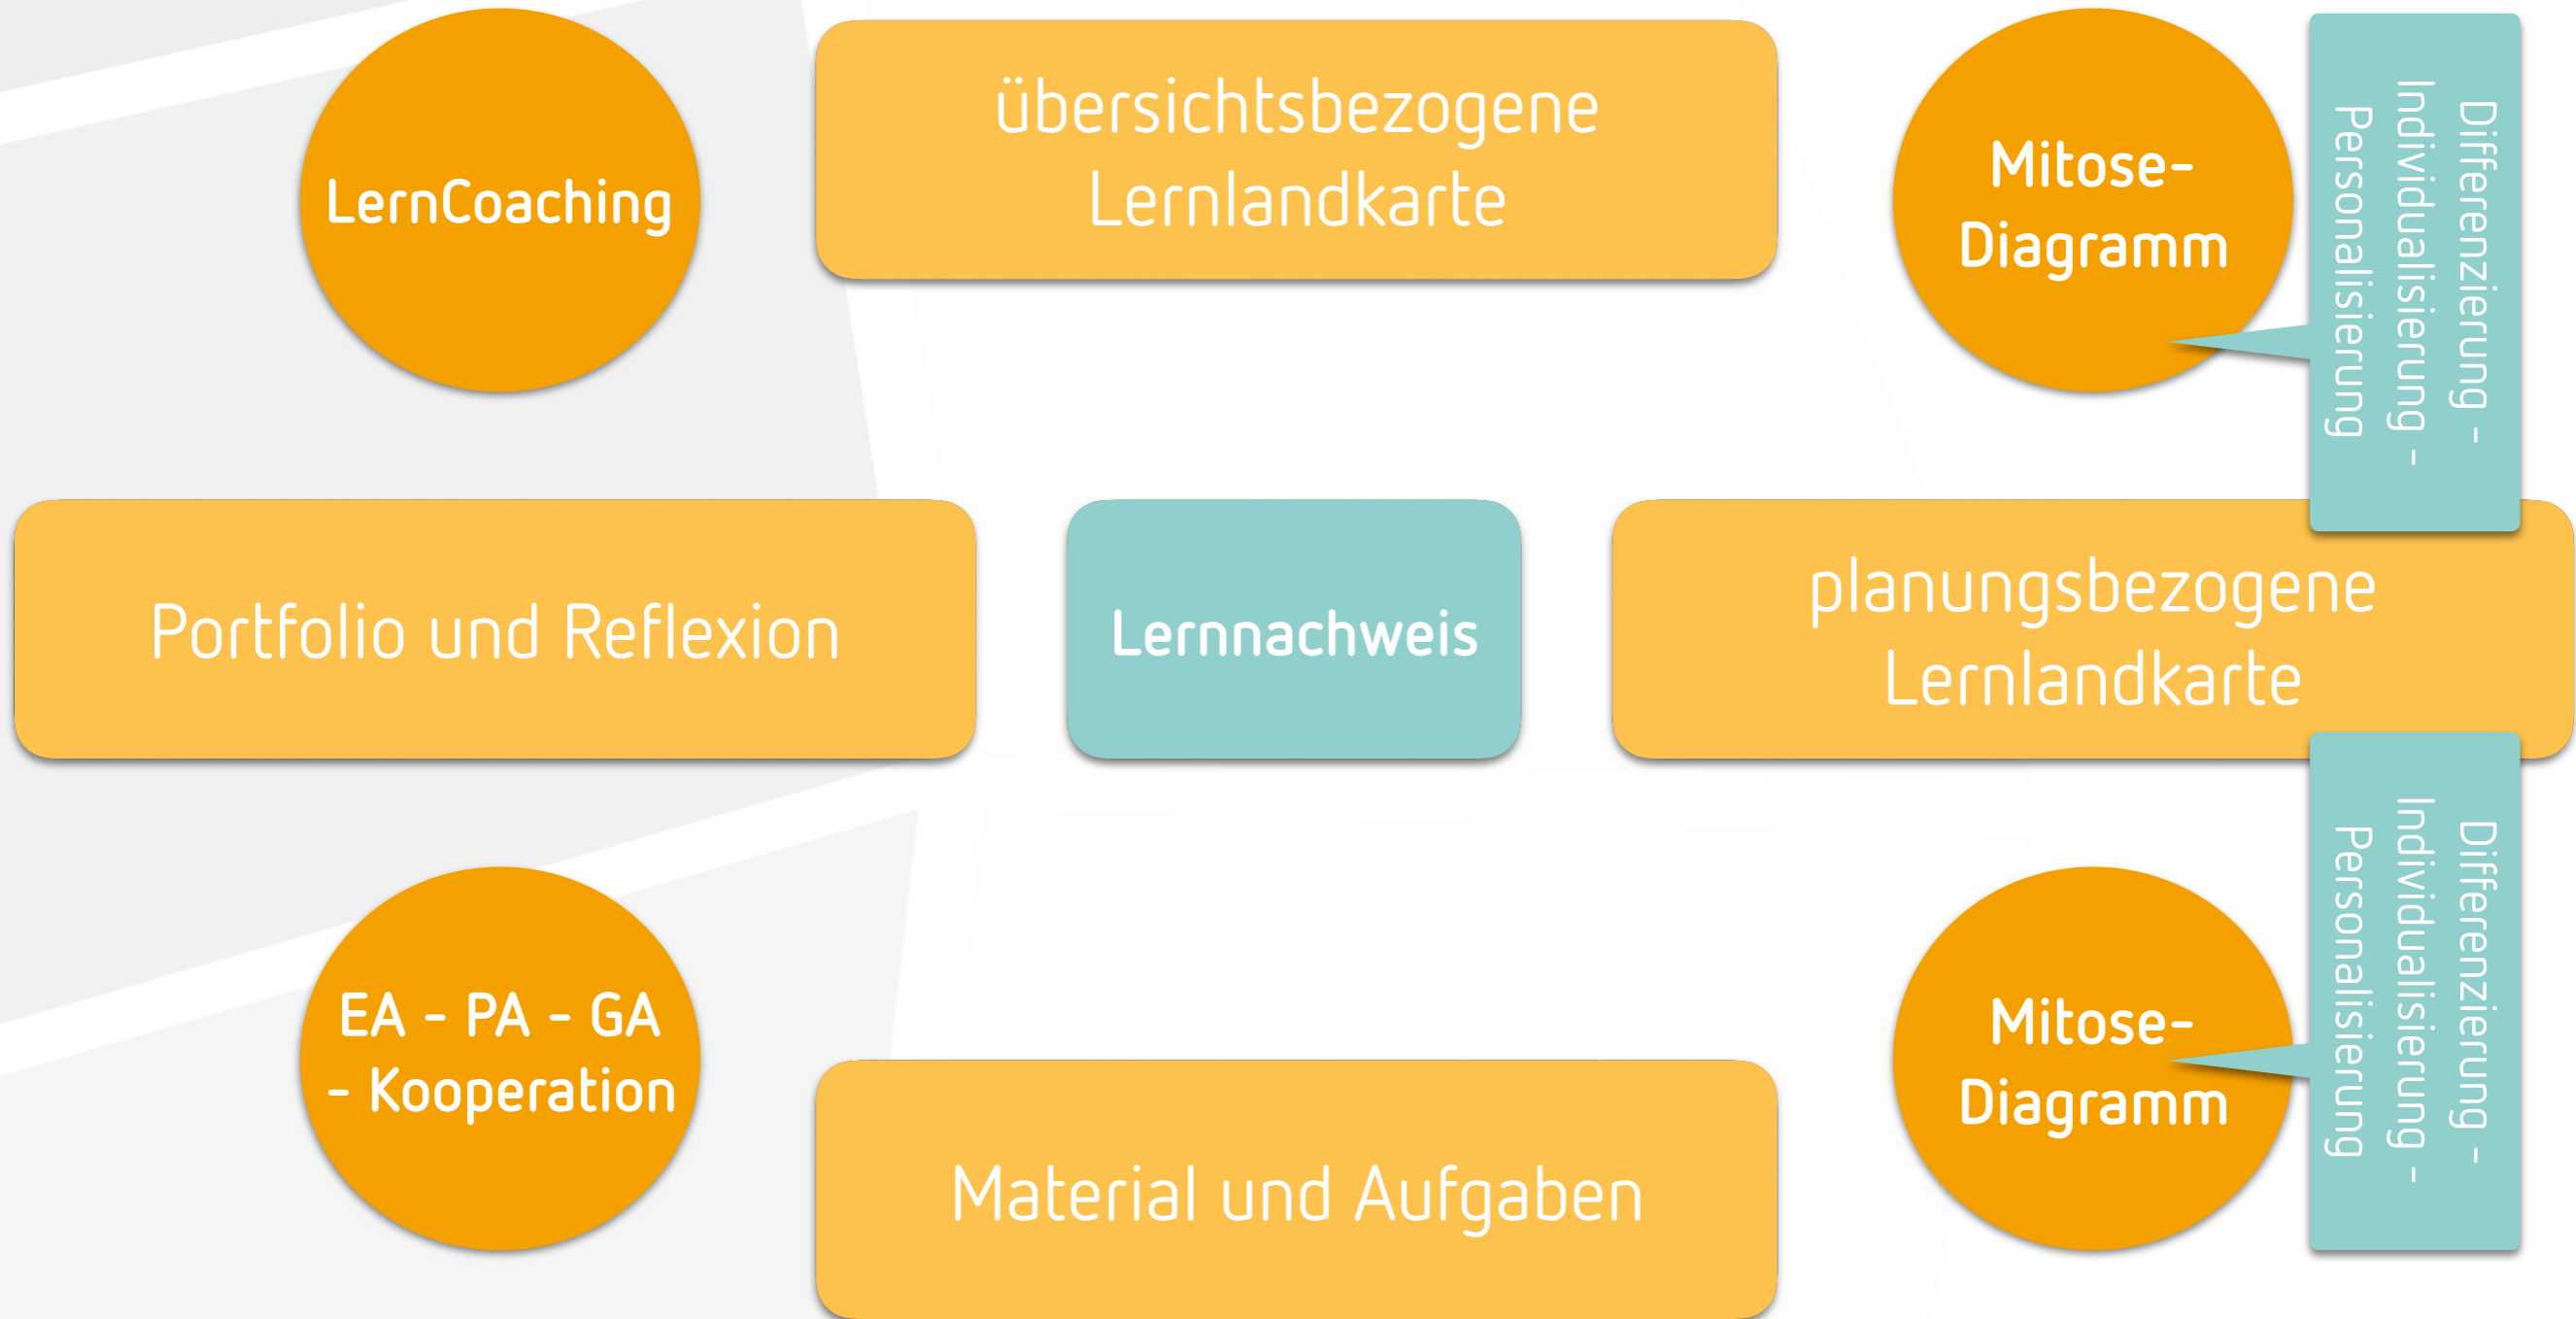 LernCoaching
übersichtsbezogene
Lernlandkarte
Mitose-
Diagramm
Differenzierung -
Individualisierung -
Personalisierung
Portfolio und Reflexion
Lernnachweis
planungsbezogene
Lernlandkarte
EA - PA - GA
- Kooperation
Material und Aufgaben
Mitose-
Diagramm
Differenzierung -
Individualisierung -
Personalisierung